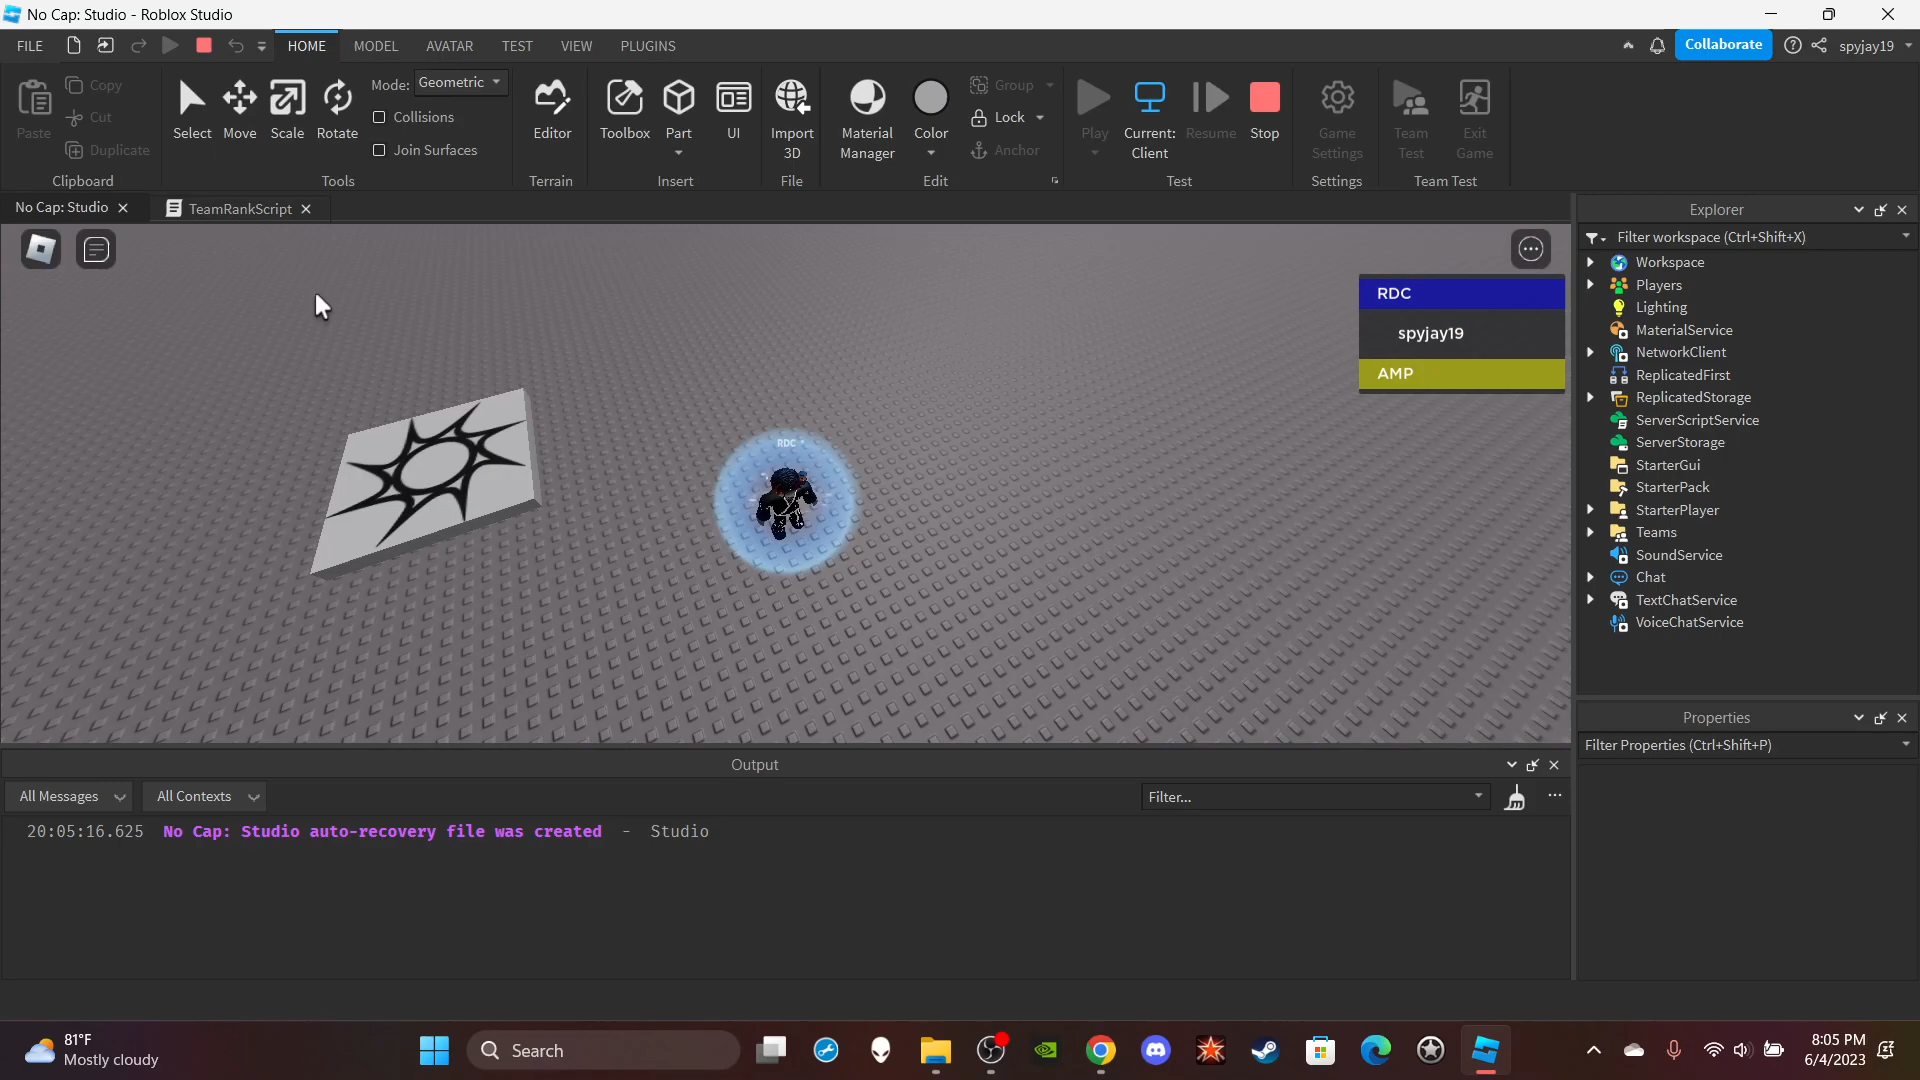 No Cap: Studio - Roblox Studio
FILE HOME MODEL AVATAR TEST VIEW PLUGINS Collaborate spyjay19
Paste
Copy
Cut
Duplicate
Clipboard
Select
Move
Scale
Rotate
Mode: Geometric
Collisions
Join Surfaces
Tools
Editor
Terrain
Toolbox
Part
UI
Insert
Import
3D
File
Material
Manager
Color
Group
Lock
Anchor
Edit
Play
Current:
Client
Resume
Stop
Test
Game
Settings
Settings
Team
Test
Exit
Game
Team Test
No Cap: Studio
TeamRankScript
RDC
spyjay19
AMP
RDC
Explorer
Filter workspace (Ctrl+Shift+X)
Workspace
Players
Lighting
MaterialService
NetworkClient
ReplicatedFirst
ReplicatedStorage
ServerScriptService
ServerStorage
StarterGui
StarterPack
StarterPlayer
Teams
SoundService
Chat
TextChatService
VoiceChatService
Properties
Filter Properties (Ctrl+Shift+P)
Output
All Messages All Contexts Filter...
20:05:16.625 No Cap: Studio auto-recovery file was created - Studio
81°F
Mostly cloudy
Search
8:05 PM
6/4/2023